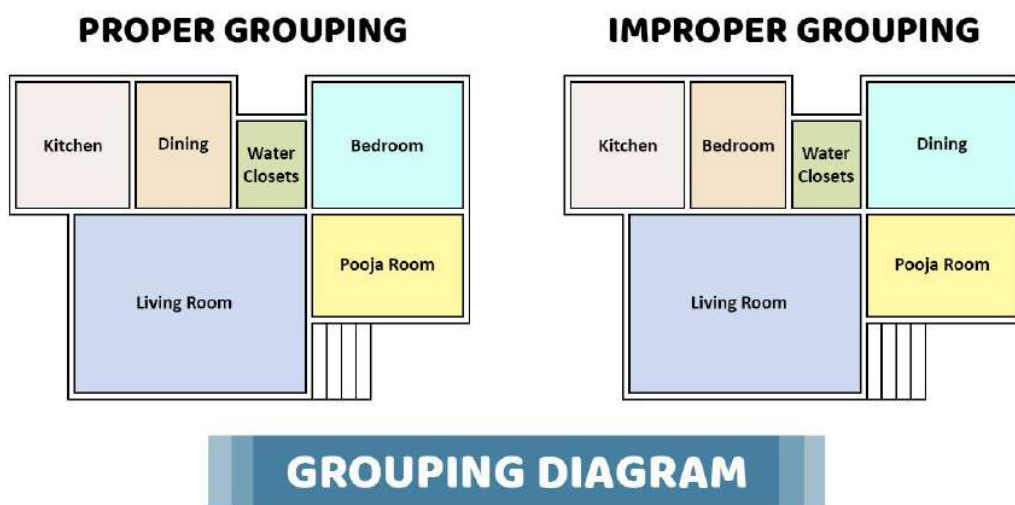 PROPER GROUPING
Kitchen
Dining
Water
Closets
Bedroom
Living Room
Pooja Room
IMPROPER GROUPING
Kitchen
Bedroom
Water
Closets
Dining
Living Room
Pooja Room
GROUPING DIAGRAM